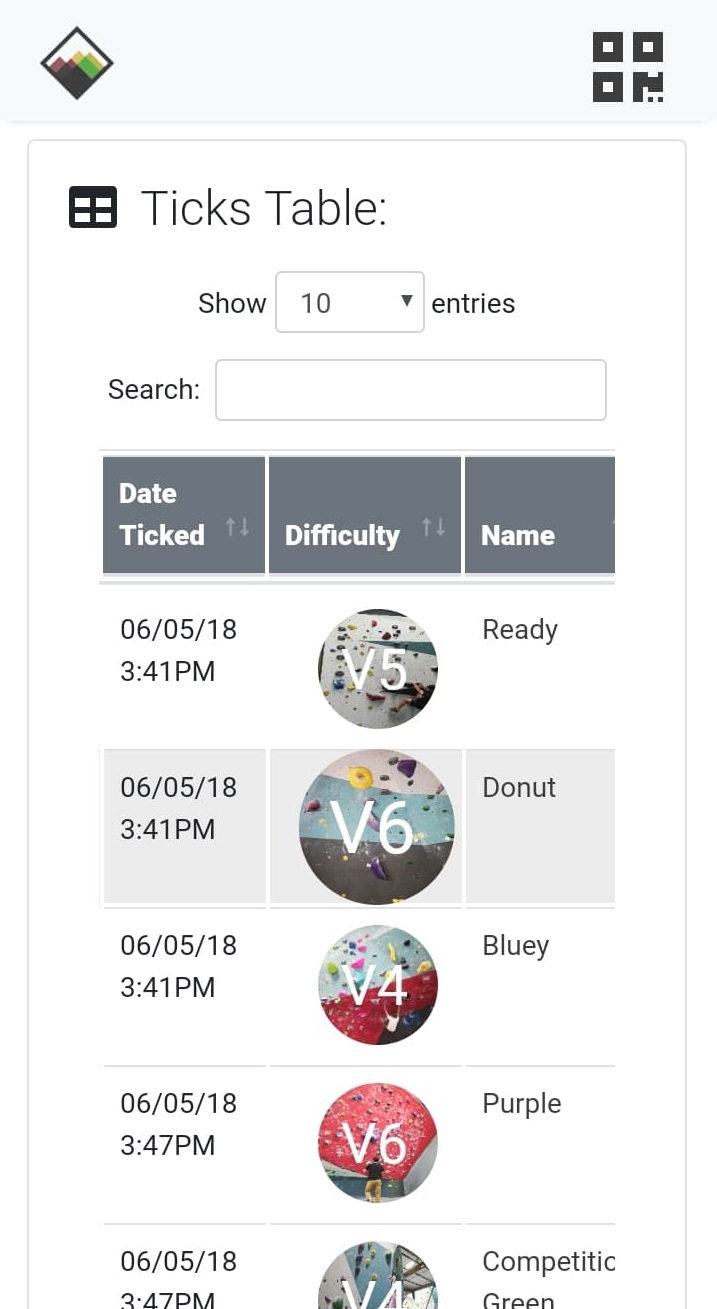 Ticks Table:
Show 10 entries
Search:
Date
Ticked Difficulty Name
06/05/18 Ready
3:41PM V5
06/05/18 Donut
3:41PM V6
06/05/18 Bluey
3:41PM V4
06/05/18 Purple
3:47PM V6
06/05/18 Competitio
3:47PM V4 Green